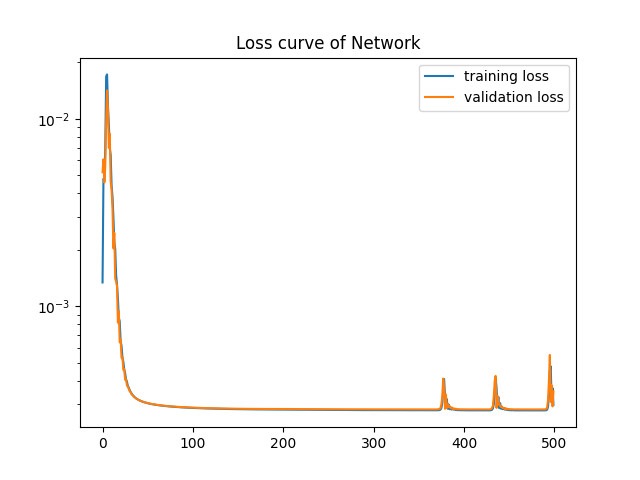 Loss curve of Network
training loss
validation loss
10⁻²
10⁻³
0 100 200 300 400 500